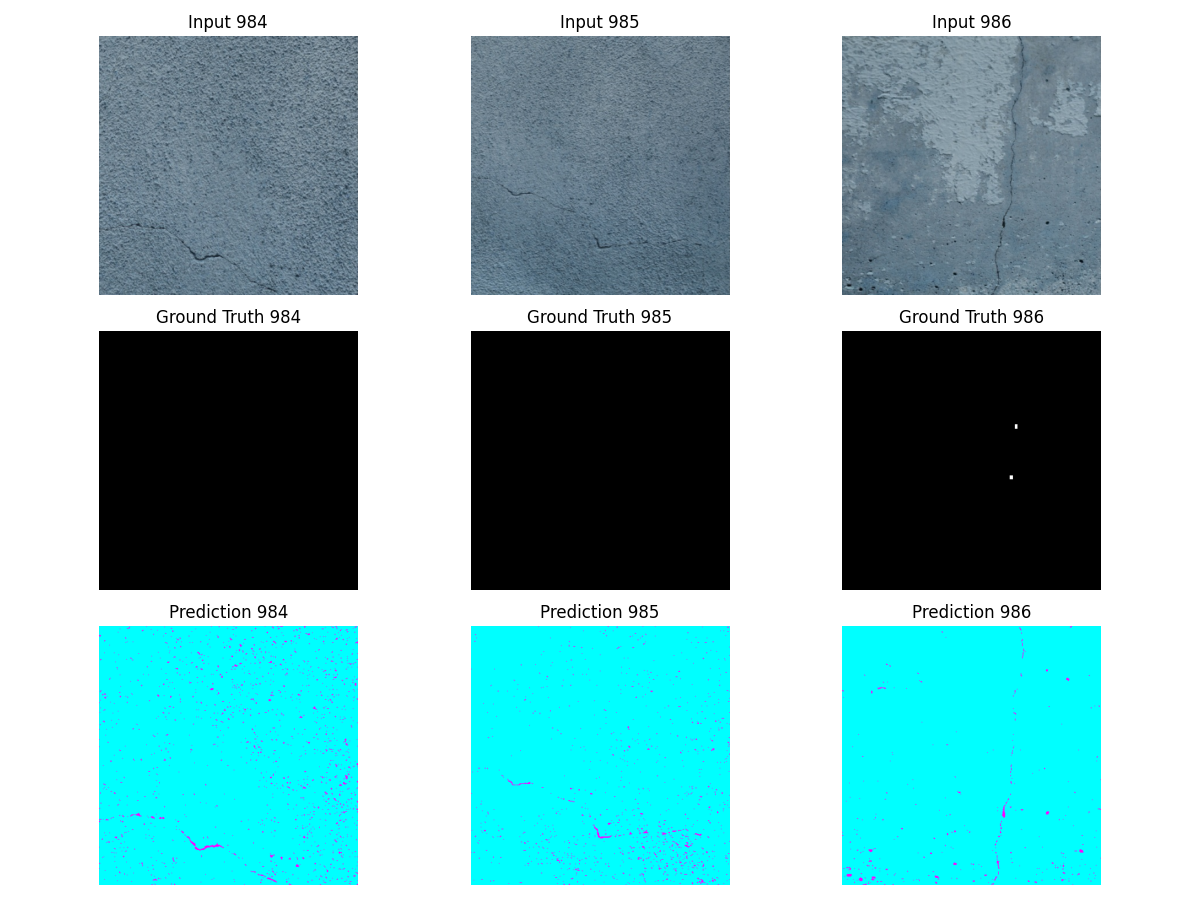 Input 984
Input 985
Input 986
Ground Truth 984
Ground Truth 985
Ground Truth 986
Prediction 984
Prediction 985
Prediction 986